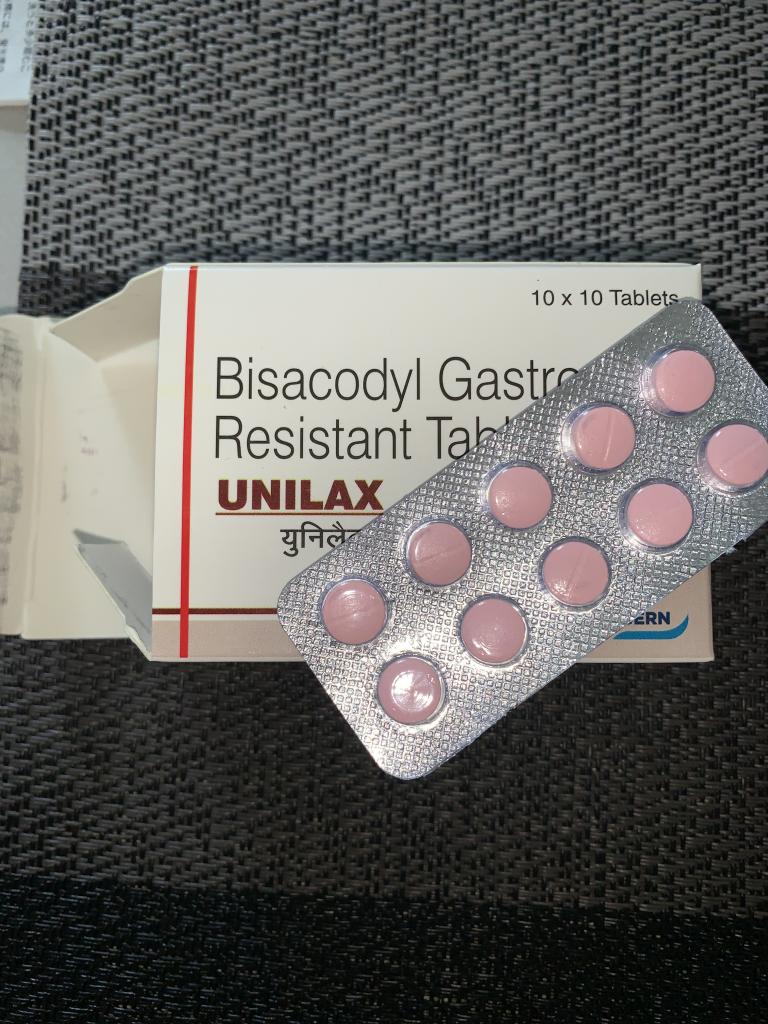 10 x 10 Tablets
Bisacodyl Gastro
Resistant Tab
UNILAX
युनिलै
ERN